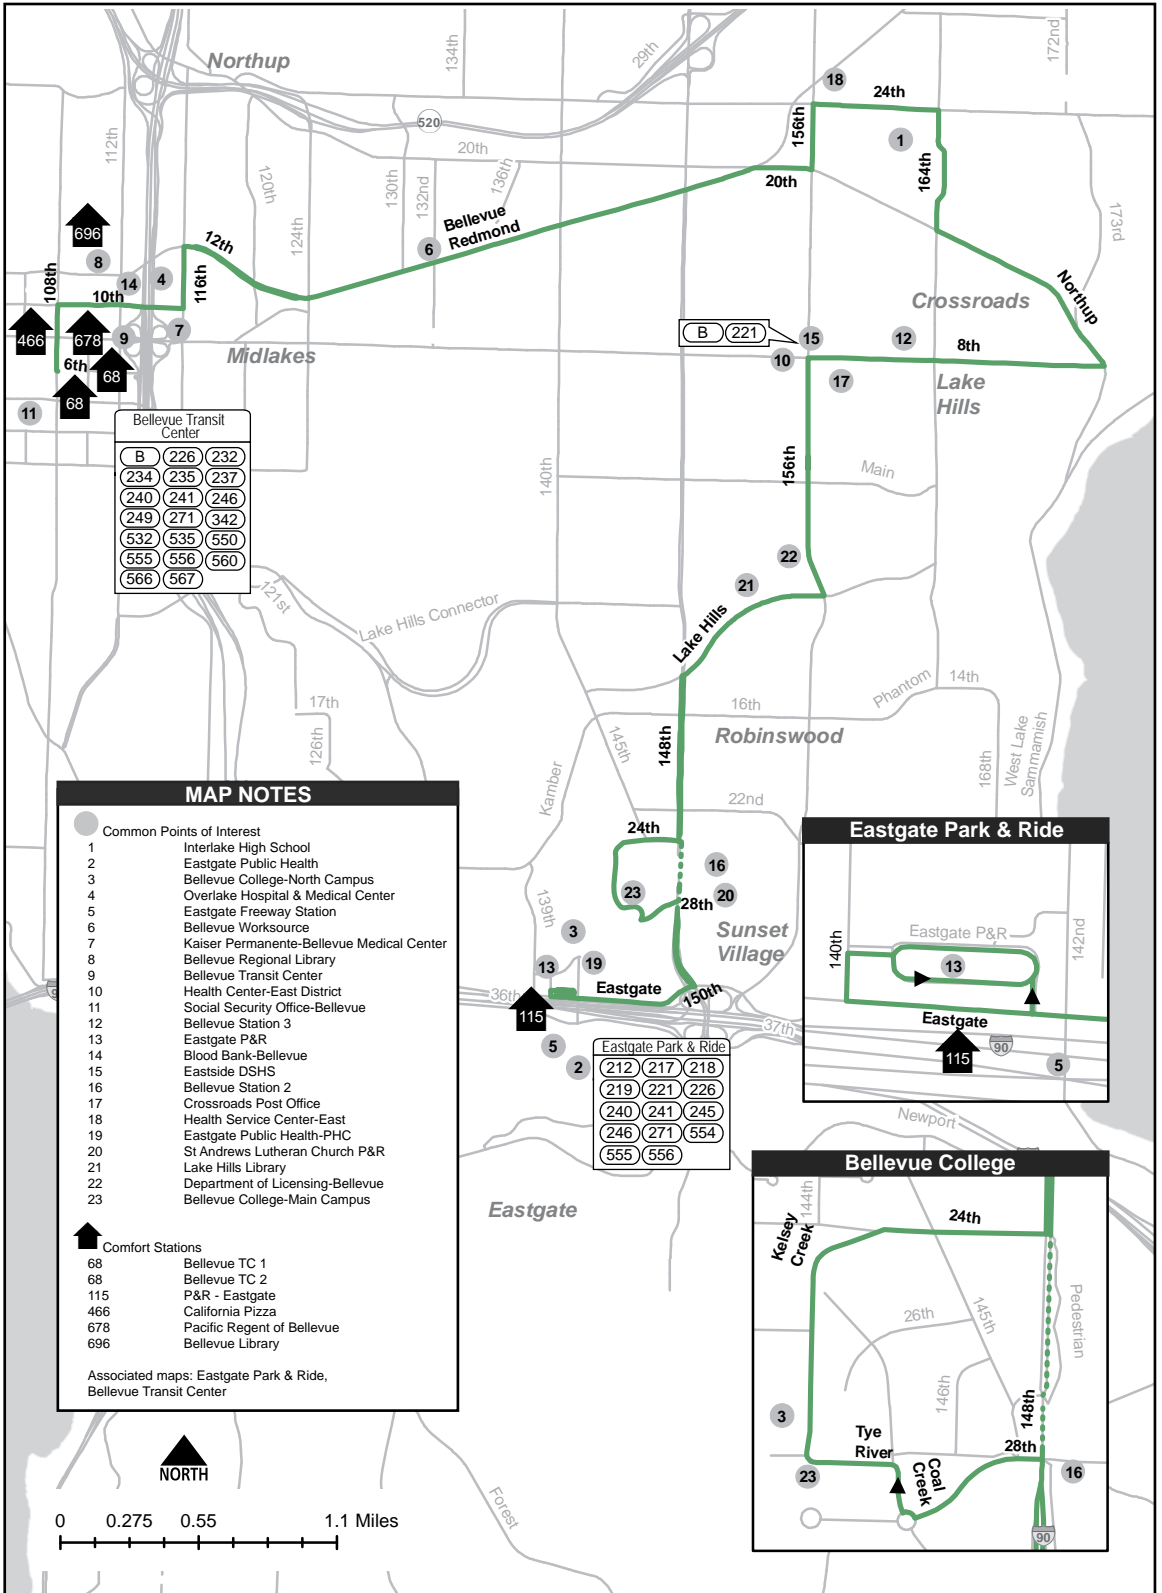 Northup
134th
29th
172nd
18
24th
520
112th
156th
1
20th
136th
20th
164th
120th
130th
132nd
173rd
124th
Bellevue
Redmond
696
12th
6
8
108th
14
4
116th
10th
Northup
Crossroads
466
678
9
7
B
221
15
12
8th
6th
68
Midlakes
10
17
Lake
Hills
68
11
Bellevue Transit
Center
B 226 232
234 235 237
240 241 246
249 271 342
532 535 550
555 556 560
566 567
140th
156th
Main
22
21
121st
Lake Hills Connector
Lake Hills
17th
126th
16th
Phantom
14th
Robinswood
148th
145th
168th
West Lake
Sammamish
Kamber
22nd
24th
16
23
20
28th
139th
3
Sunset
Village
13
19
36th
Eastgate
150th
115
37th
5
2
Eastgate Park & Ride
212 217 218
219 221 226
240 241 245
246 271 554
555 556
Eastgate
Newport
Forest
MAP NOTES
Common Points of Interest
1 Interlake High School
2 Eastgate Public Health
3 Bellevue College-North Campus
4 Overlake Hospital & Medical Center
5 Eastgate Freeway Station
6 Bellevue Worksource
7 Kaiser Permanente-Bellevue Medical Center
8 Bellevue Regional Library
9 Bellevue Transit Center
10 Health Center-East District
11 Social Security Office-Bellevue
12 Bellevue Station 3
13 Eastgate P&R
14 Blood Bank-Bellevue
15 Eastside DSHS
16 Bellevue Station 2
17 Crossroads Post Office
18 Health Service Center-East
19 Eastgate Public Health-PHC
20 St Andrews Lutheran Church P&R
21 Lake Hills Library
22 Department of Licensing-Bellevue
23 Bellevue College-Main Campus
Comfort Stations
68 Bellevue TC 1
68 Bellevue TC 2
115 P&R - Eastgate
466 California Pizza
678 Pacific Regent of Bellevue
696 Bellevue Library
Associated maps: Eastgate Park & Ride,
Bellevue Transit Center
NORTH
0 0.275 0.55 1.1 Miles
Eastgate Park & Ride
140th
Eastgate P&R
142nd
13
Eastgate
115
90
5
Bellevue College
144th
Kelsey
Creek
24th
Pedestrian
145th
26th
146th
148th
3
Tye
River
28th
Coal
Creek
23
16
90